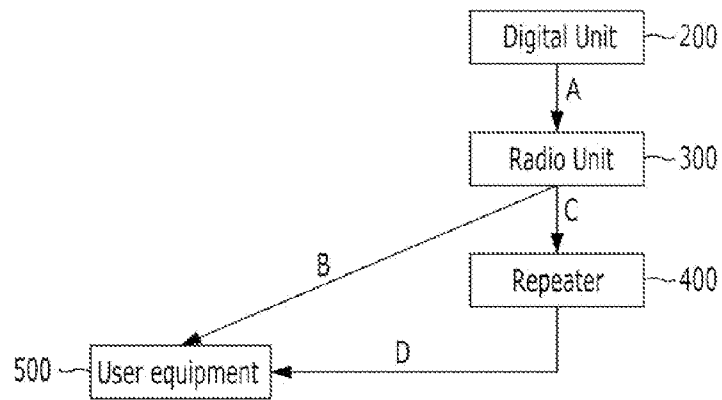 Digital Unit 200
A
Radio Unit 300
C
B
Repeater 400
D
500 User equipment